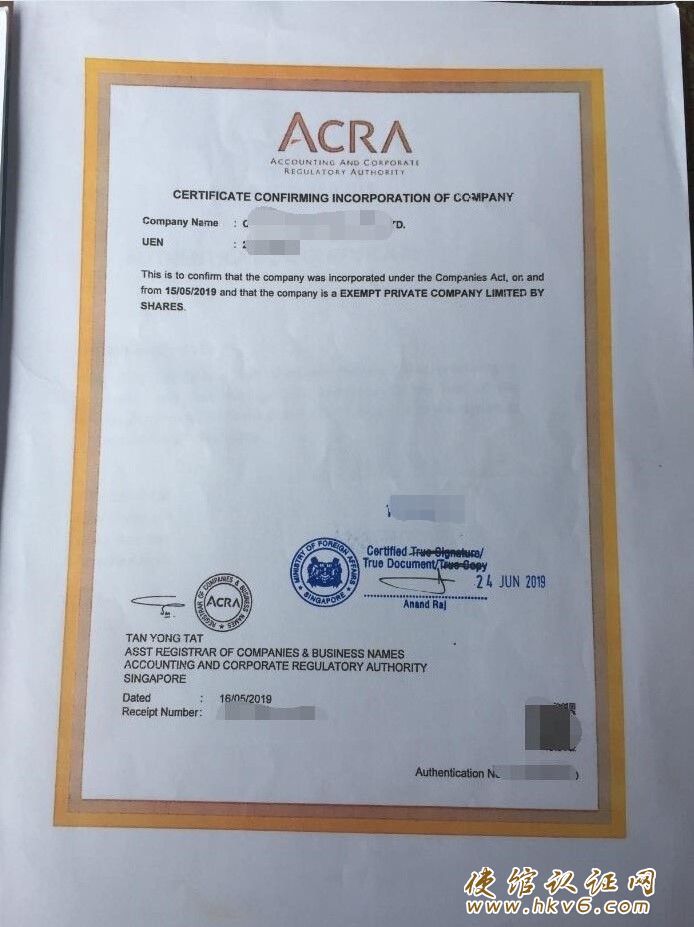 ACRA
ACCOUNTING AND CORPORATE
REGULATORY AUTHORITY
CERTIFICATE CONFIRMING INCORPORATION OF COMPANY
Company Name : C TD.
UEN : 2
This is to confirm that the company was incorporated under the Companies Act, on and
from 15/05/2019 and that the company is a EXEMPT PRIVATE COMPANY LIMITED BY
SHARES.
MINISTRY OF FOREIGN AFFAIRS
SINGAPORE
Certified True Signature/
True Document/True Copy
24 JUN 2019
Anand Raj
REGISTRAR OF COMPANIES & BUSINESS NAMES
ACRA
TAN YONG TAT
ASST REGISTRAR OF COMPANIES & BUSINESS NAMES
ACCOUNTING AND CORPORATE REGULATORY AUTHORITY
SINGAPORE
Dated : 16/05/2019
Receipt Number:
Authentication No
使馆认证网
www.hkv6.com